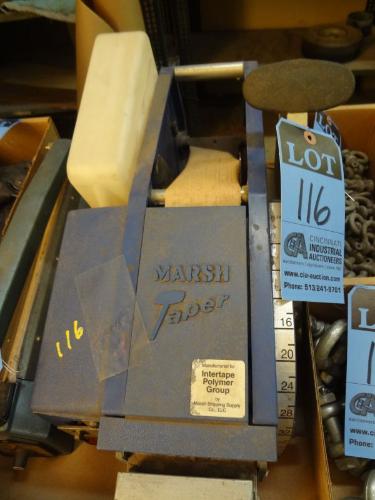 LOT
116
CINCINNATI
INDUSTRIAL
AUCTIONEERS
www.cia-auction.com
Phone: 513/241-9701
MARSH
Taper
116
Manufactured for
Intertape
Polymer
Group
by
Marsh Shipping Supply
Co., LLC
16
20
24
28